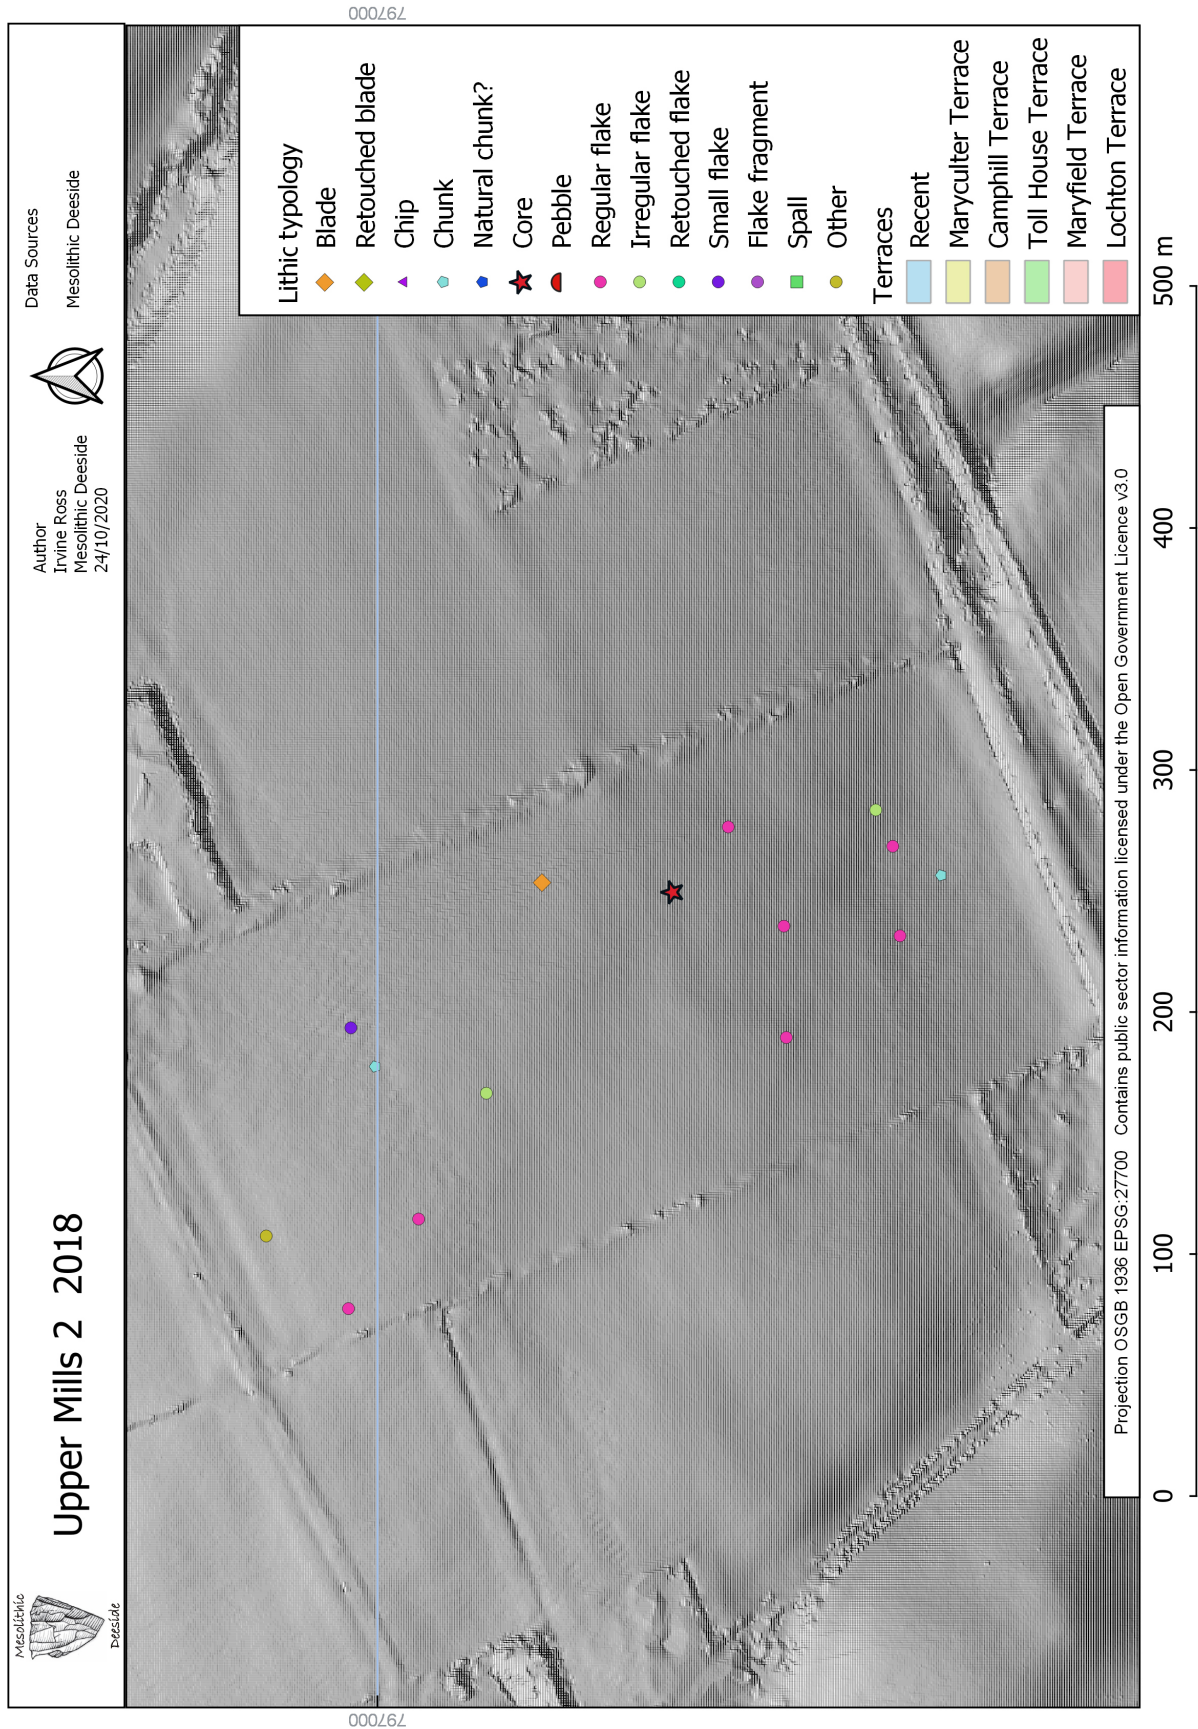 Mesolithic
Deeside
Upper Mills 2 2018
Author
Irvine Ross
Mesolithic Deeside
24/10/2020
Data Sources
Mesolithic Deeside
797000
797000
Lithic typology
Blade
Retouched blade
Chip
Chunk
Natural chunk?
Core
Pebble
Regular flake
Irregular flake
Retouched flake
Small flake
Flake fragment
Spall
Other
Terraces
Recent
Maryculter Terrace
Camphill Terrace
Toll House Terrace
Maryfield Terrace
Lochton Terrace
Projection OSGB 1936 EPSG:27700 Contains public sector information licensed under the Open Government Licence v3.0
0 100 200 300 400 500 m